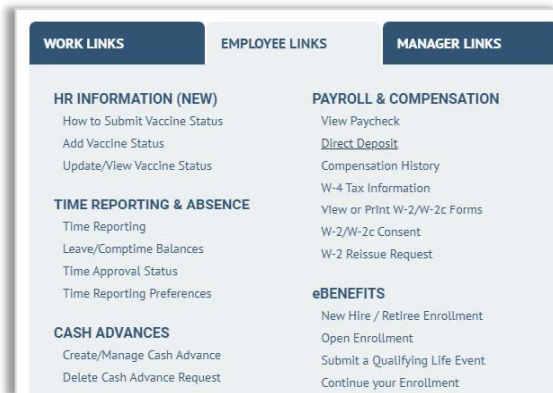 WORK LINKS
EMPLOYEE LINKS
MANAGER LINKS
HR INFORMATION (NEW)
How to Submit Vaccine Status
Add Vaccine Status
Update/View Vaccine Status
TIME REPORTING & ABSENCE
Time Reporting
Leave/Comptime Balances
Time Approval Status
Time Reporting Preferences
CASH ADVANCES
Create/Manage Cash Advance
Delete Cash Advance Request
PAYROLL & COMPENSATION
View Paycheck
Direct Deposit
Compensation History
W-4 Tax Information
View or Print W-2/W-2c Forms
W-2/W-2c Consent
W-2 Reissue Request
eBENEFITS
New Hire / Retiree Enrollment
Open Enrollment
Submit a Qualifying Life Event
Continue your Enrollment